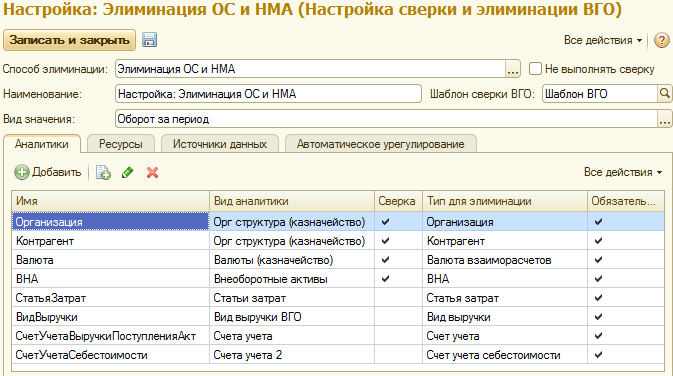 Настройка: Элиминация ОС и НМА (Настройка сверки и элиминации ВГО)
Записать и закрыть Все действия ?
Способ элиминации: Элиминация ОС и НМА ... Не выполнять сверку
Наименование: Настройка: Элиминация ОС и НМА Шаблон сверки ВГО: Шаблон ВГО
Вид значения: Оборот за период ...
Аналитики Ресурсы Источники данных Автоматическое урегулирование
Добавить Все действия
Имя Вид аналитики Сверка Тип для элиминации Обязатель...
Организация Орг структура (казначейство) Организация
Контрагент Орг структура (казначейство) Контрагент
Валюта Валюты (казначейство) Валюта взаиморасчетов
ВНА Внеоборотные активы ВНА
СтатьяЗатрат Статьи затрат Статья затрат
ВидВыручки Вид выручки ВГО Вид выручки
СчетУчетаВыручкиПоступленияАкт Счета учета Счет учета
СчетУчетаСебестоимости Счета учета 2 Счет учета себестоимости